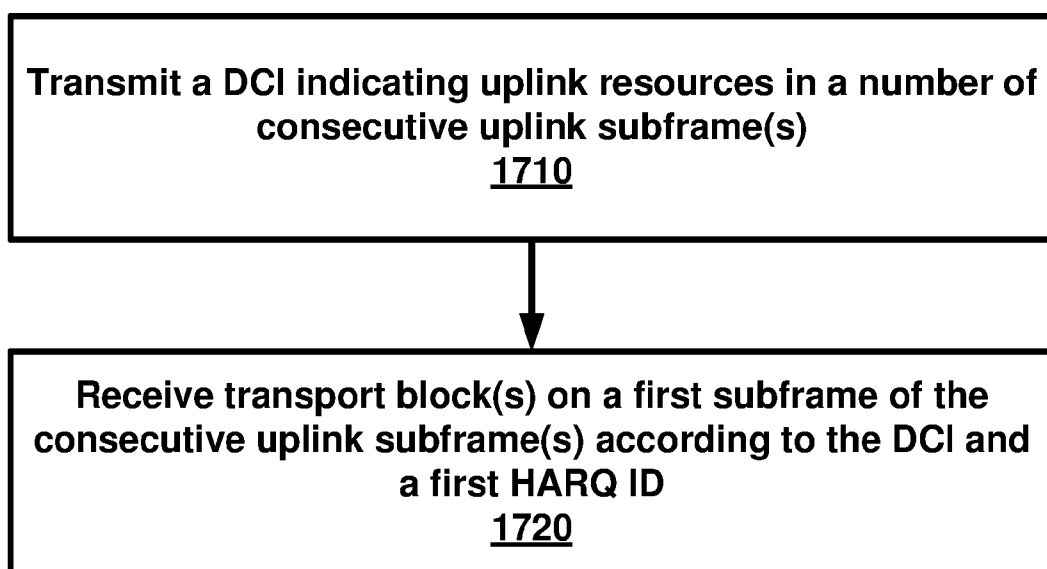 Transmit a DCI indicating uplink resources in a number of
consecutive uplink subframe(s)
1710
Receive transport block(s) on a first subframe of the
consecutive uplink subframe(s) according to the DCI and
a first HARQ ID
1720